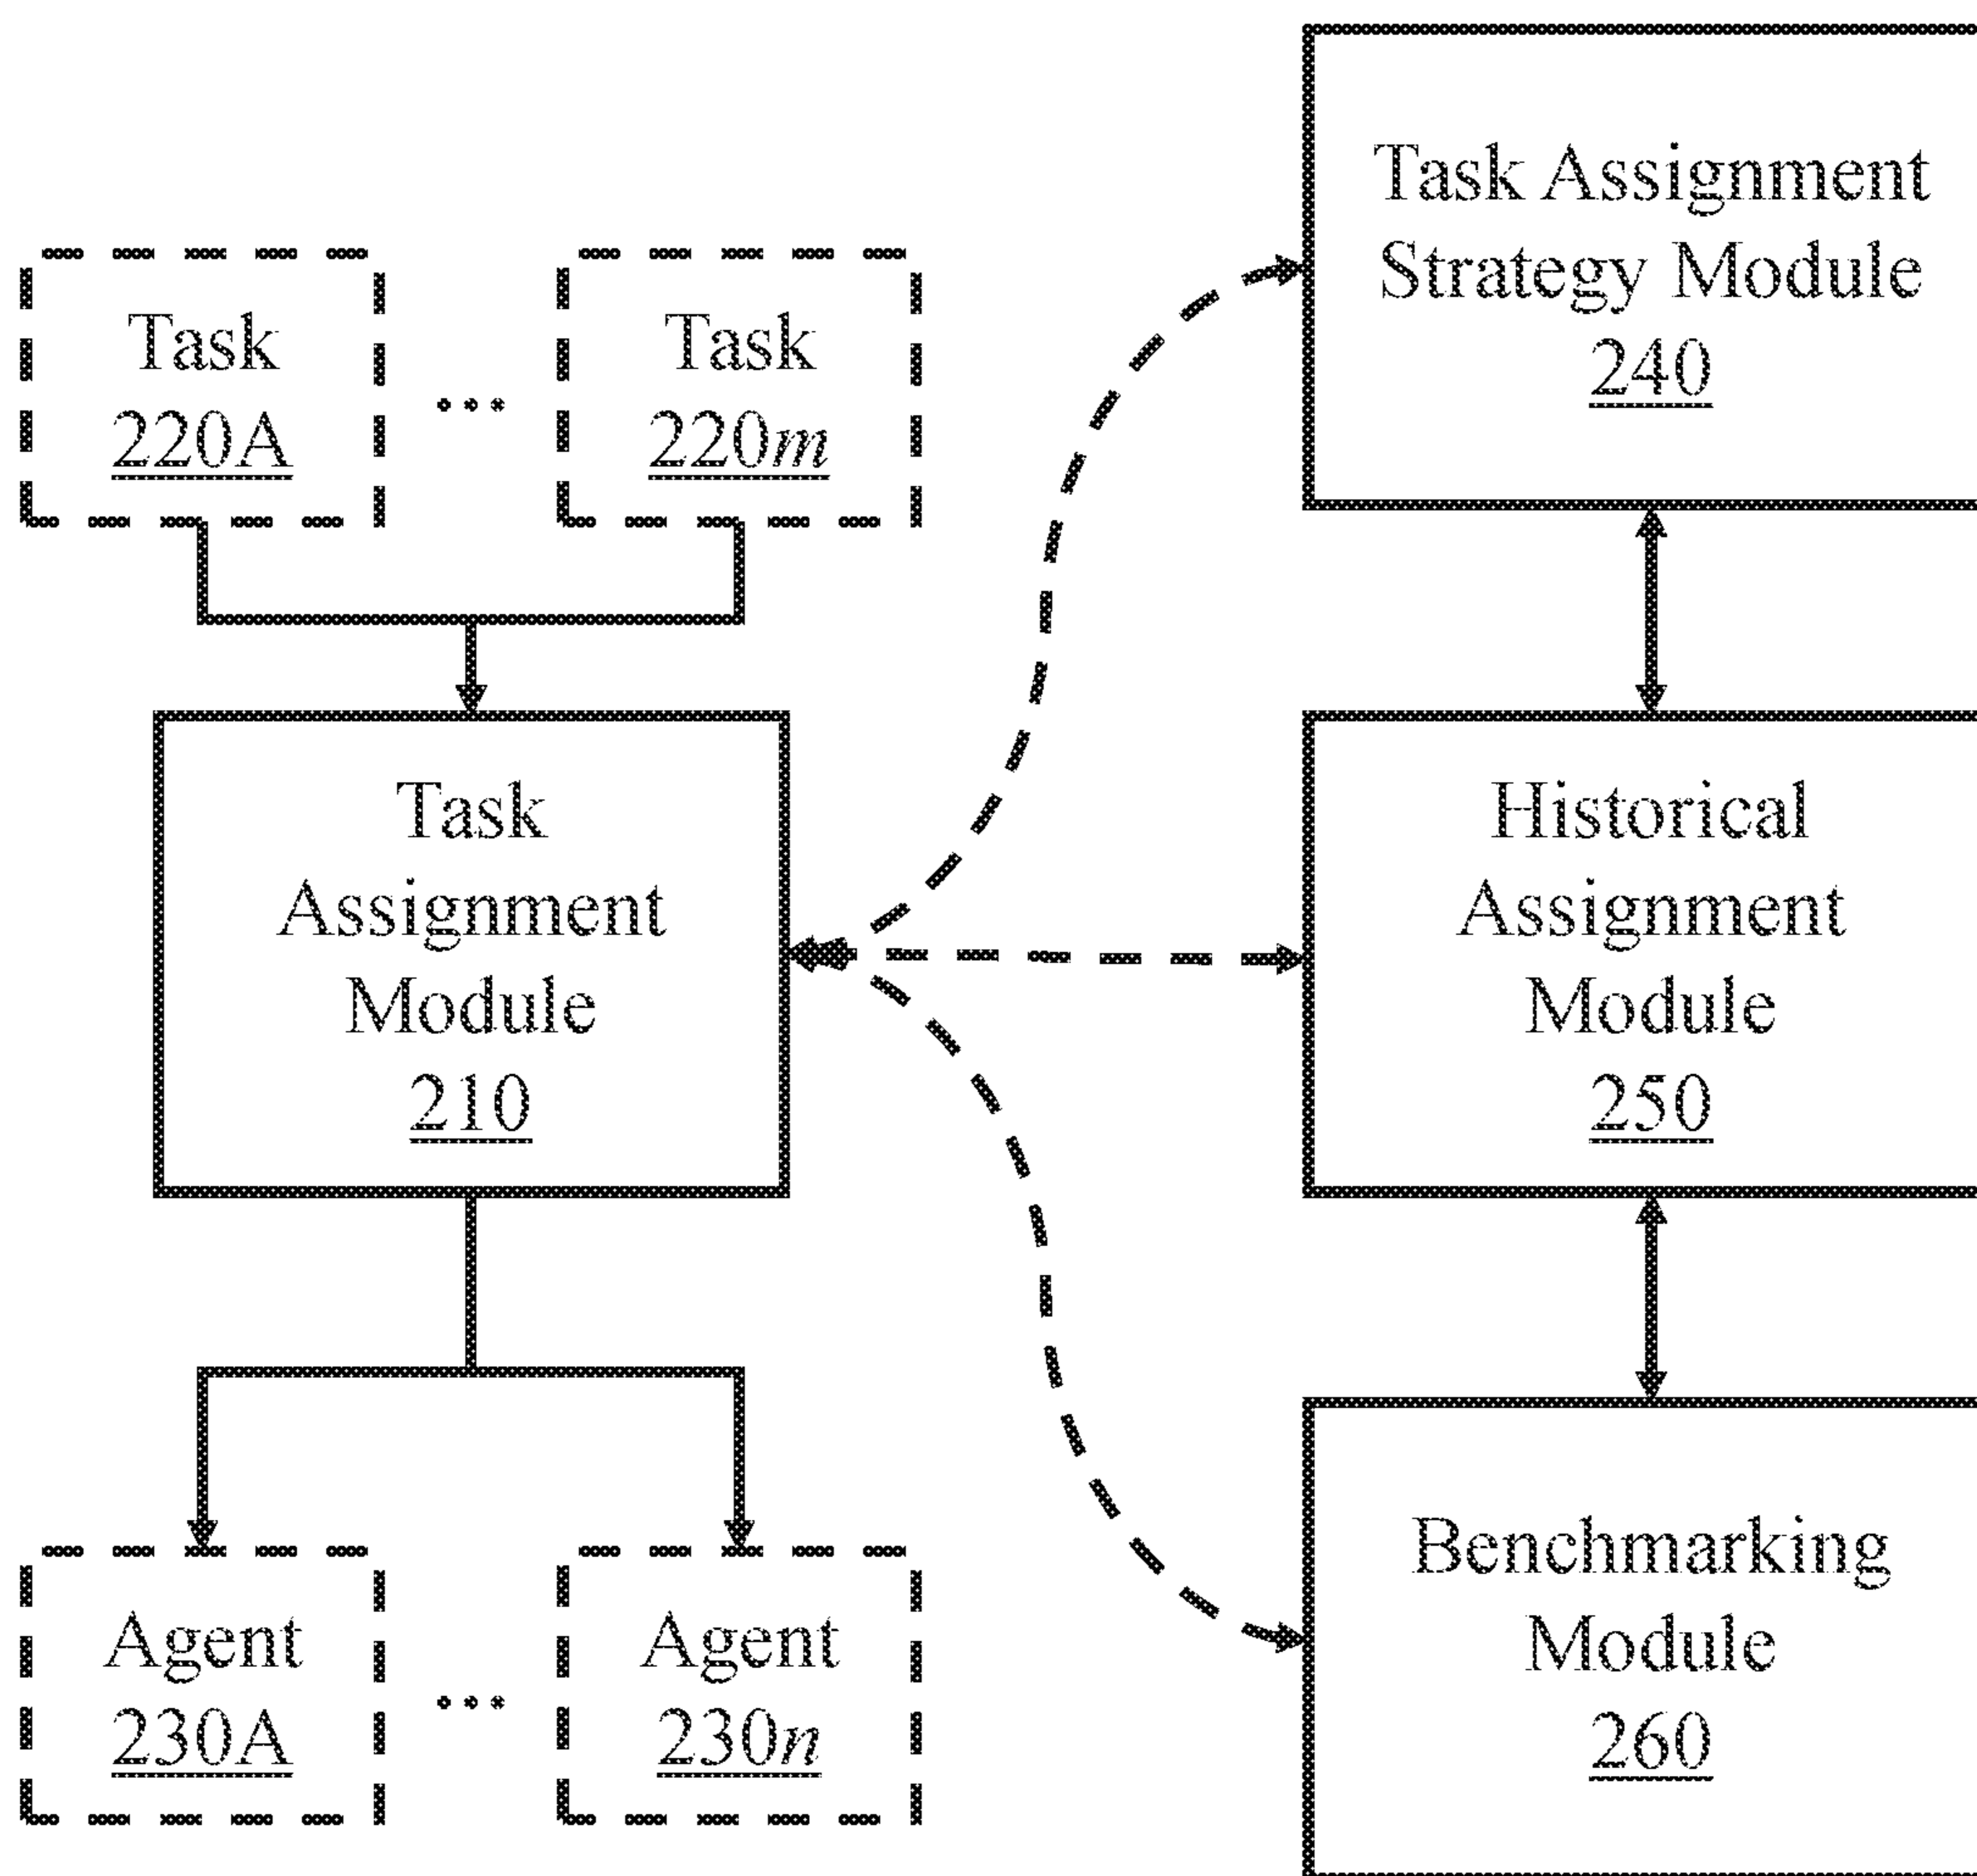 Task Assignment
Strategy Module
240
Task
220A
...
Task
220m
Task
Assignment
Module
210
Historical
Assignment
Module
250
Agent
230A
...
Agent
230n
Benchmarking
Module
260